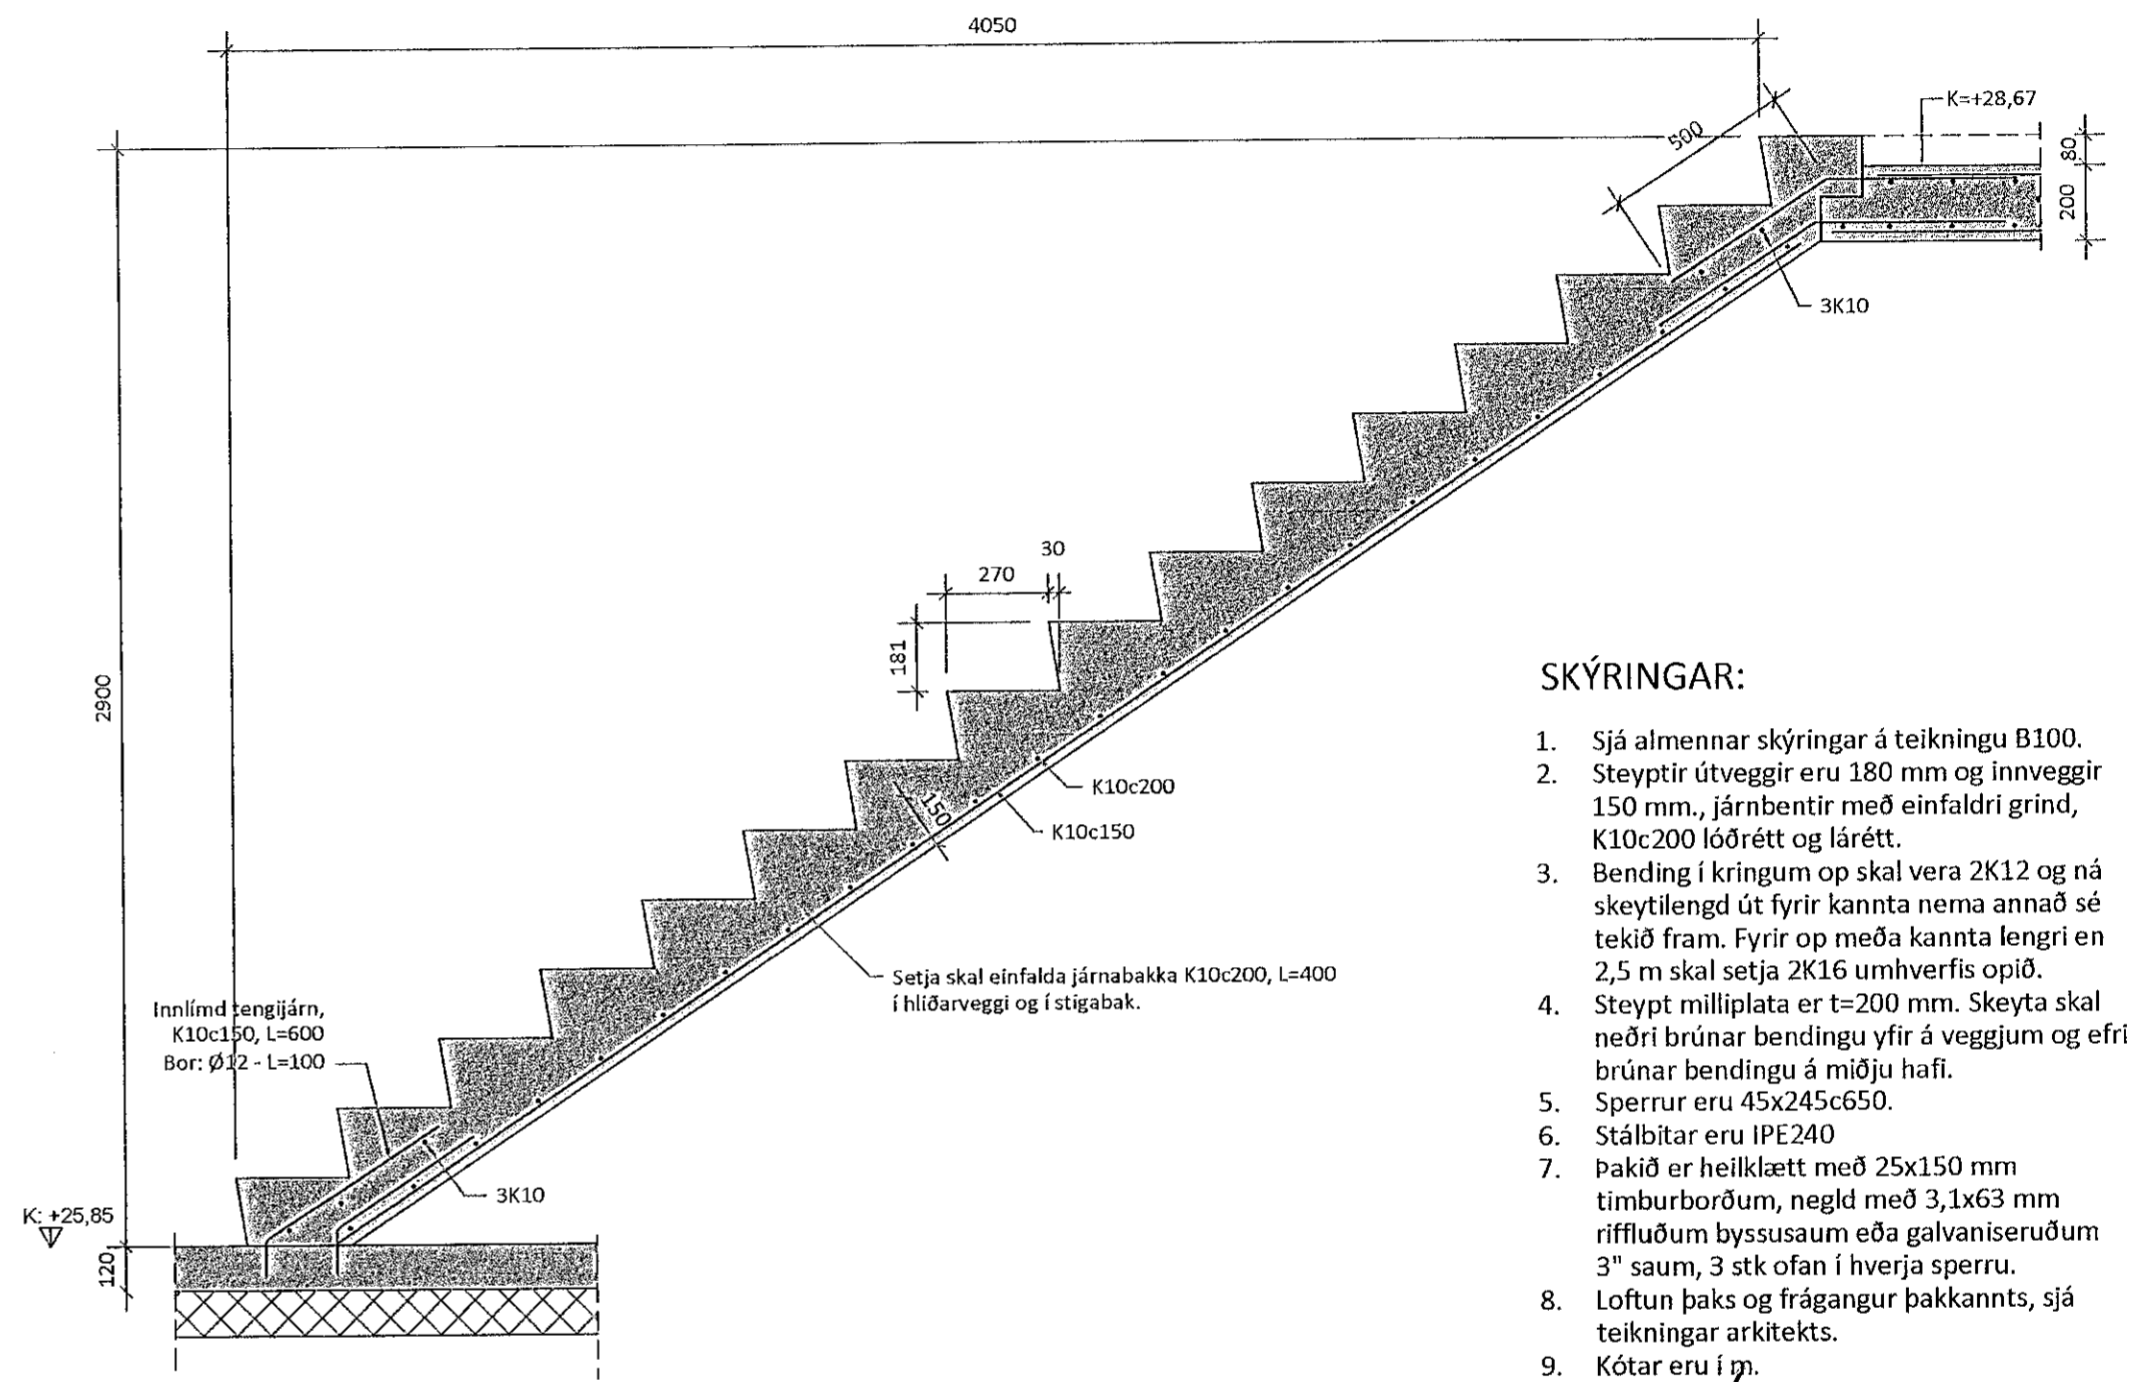 4050
K=+28,67
500
80
200
3K10
2900
30
270
181
150
K10c200
K10c150
Setja skal einfalda járnabakka K10c200, L=400
í hliðarveggi og í stigabak.
Innlímd tengijárn,
K10c150, L=600
Bor: Ø12 - L=100
3K10
K: +25,85
120
SKÝRINGAR:
1. Sjá almennar skýringar á teikningu B100.
2. Steyptir útveggir eru 180 mm og innveggir
150 mm., járnbentir með einfaldri grind,
K10c200 lóðrétt og lárétt.
3. Bending í kringum op skal vera 2K12 og ná
skeytilengd út fyrir kannta nema annað sé
tekið fram. Fyrir op meða kannta lengri en
2,5 m skal setja 2K16 umhverfis opið.
4. Steypt milliplata er t=200 mm. Skeyta skal
neðri brúnar bendingu yfir á veggjum og efri
brúnar bendingu á miðju hafi.
5. Sperrur eru 45x245c650.
6. Stálbitar eru IPE240
7. Þakið er heilklætt með 25x150 mm
timburborðum, negld með 3,1x63 mm
riffluðum byssusaum eða galvaniseruðum
3" saum, 3 stk ofan í hverja sperru.
8. Loftun þaks og frágangur þakkannts, sjá
teikningar arkitekts.
9. Kótar eru í m.